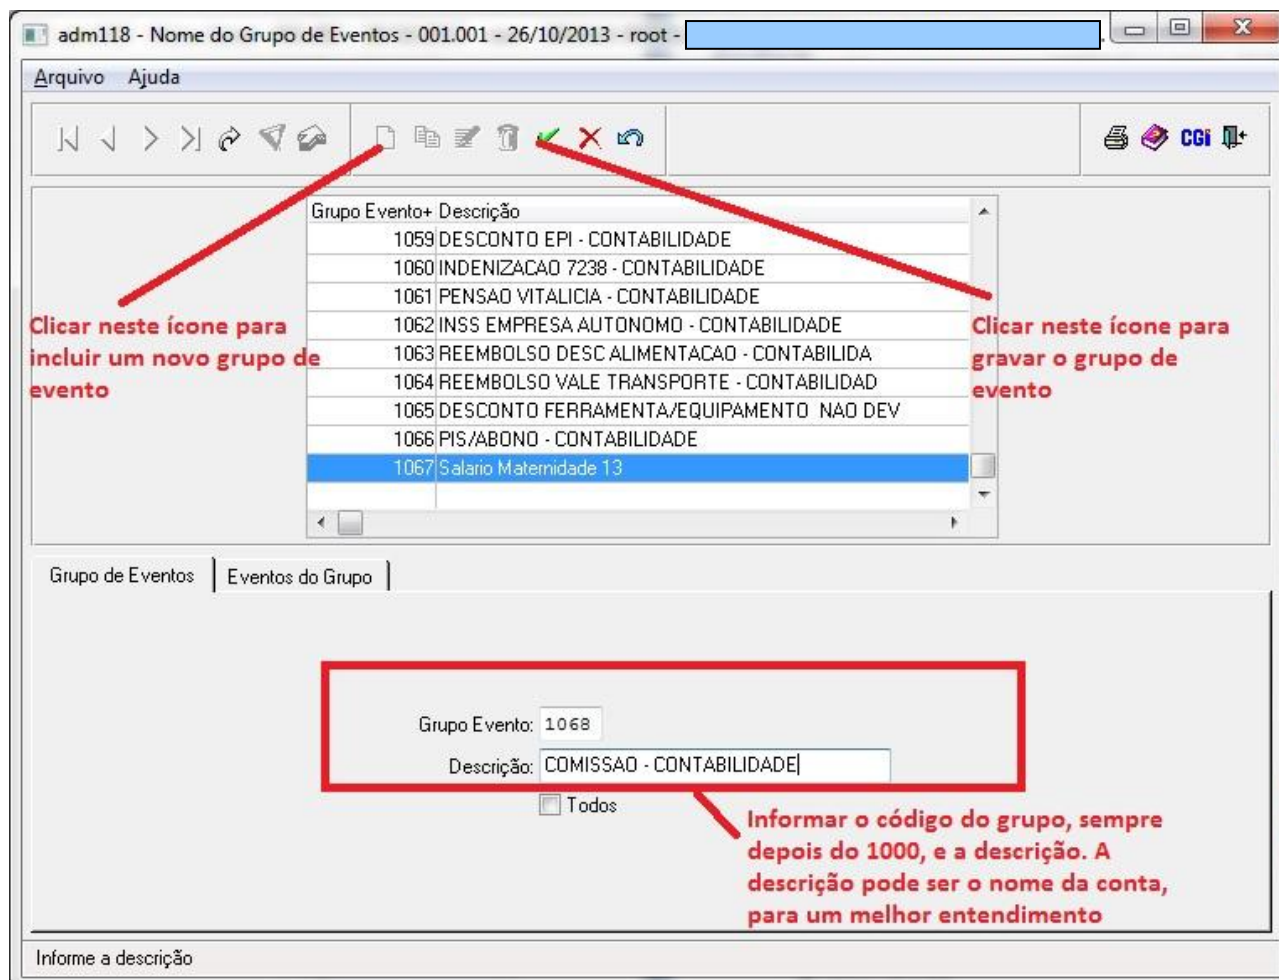 adm118 - Nome do Grupo de Eventos - 001.001 - 26/10/2013 - root -
Arquivo Ajuda
CGi
Grupo Evento+ Descrição
1059 DESCONTO EPI - CONTABILIDADE
1060 INDENIZACAO 7238 - CONTABILIDADE
1061 PENSAO VITALICIA - CONTABILIDADE
1062 INSS EMPRESA AUTONOMO - CONTABILIDADE
1063 REEMBOLSO DESC ALIMENTACAO - CONTABILIDA
1064 REEMBOLSO VALE TRANSPORTE - CONTABILIDAD
1065 DESCONTO FERRAMENTA/EQUIPAMENTO NAO DEV
1066 PIS/ABONO - CONTABILIDADE
1067 Salario Maternidade 13
Clicar neste ícone para
incluir um novo grupo de
evento
Clicar neste ícone para
gravar o grupo de
evento
Grupo de Eventos Eventos do Grupo
Grupo Evento: 1068
Descrição: COMISSAO - CONTABILIDADE
Todos
Informar o código do grupo, sempre
depois do 1000, e a descrição. A
descrição pode ser o nome da conta,
para um melhor entendimento
Informe a descrição